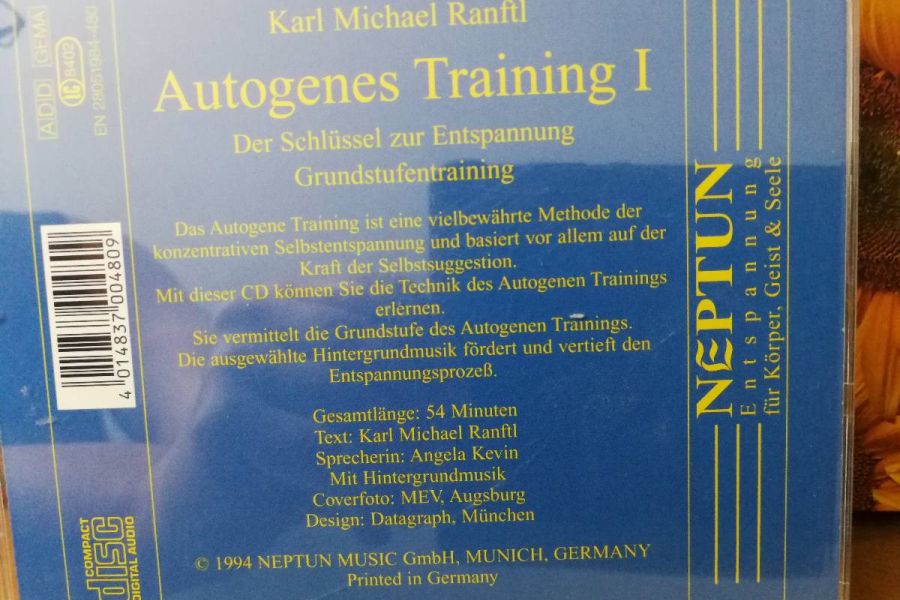 Karl Michael Ranftl
Autogenes Training I
Der Schlüssel zur Entspannung
Grundstufentraining
Das Autogene Training ist eine vielbewährte Methode der
konzentrativen Selbstentspannung und basiert vor allem auf der
Kraft der Selbstsuggestion.
Mit dieser CD können Sie die Technik des Autogenen Trainings
erlernen.
Sie vermittelt die Grundstufe des Autogenen Trainings.
Die ausgewählte Hintergrundmusik fördert und vertieft den
Entspannungsprozeß.
Gesamtlänge: 54 Minuten
Text: Karl Michael Ranftl
Sprecherin: Angela Kevin
Mit Hintergrundmusik
Coverfoto: MEV, Augsburg
Design: Datagraph, München
© 1994 NEPTUN MUSIC GmbH, MUNICH, GERMANY
Printed in Germany
ADD GEMA
LC 8402
EN 28051984-480
4 014837 004809
COMPACT
disc
DIGITAL AUDIO
NEPTUN
Entspannung
für Körper, Geist & Seele